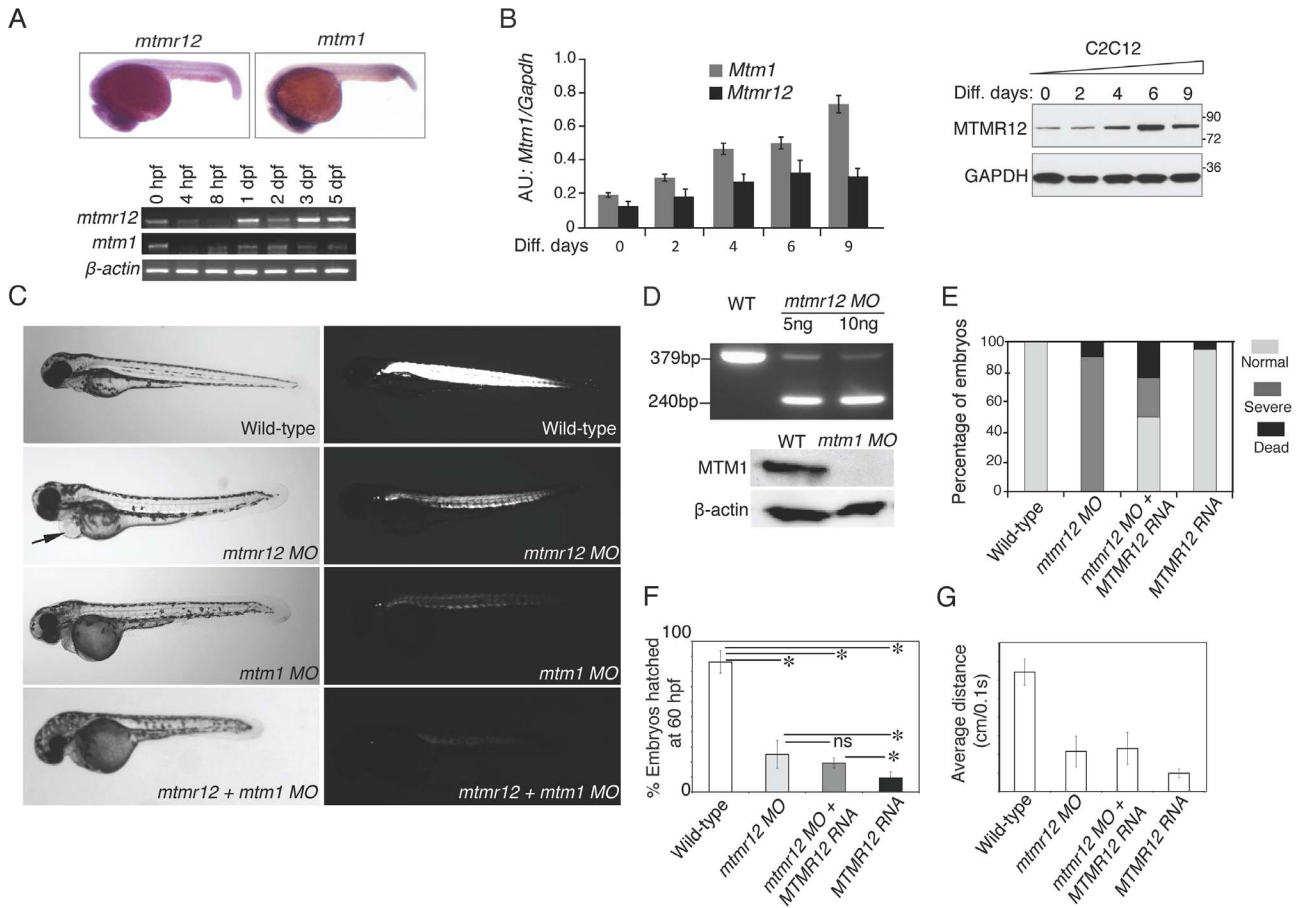 A
mtmr12
mtm1
0 hpf
4 hpf
8 hpf
1 dpf
2 dpf
3 dpf
5 dpf
mtmr12
mtm1
β-actin
B
AU: Mtm1/Gapdh
1.0
0.8
0.6
0.4
0.2
0
Mtm1
Mtmr12
Diff. days 0 2 4 6 9
C2C12
Diff. days: 0 2 4 6 9
MTMR12
-90
-72
GAPDH
-36
C
Wild-type
Wild-type
mtmr12 MO
mtmr12 MO
mtm1 MO
mtm1 MO
mtmr12 + mtm1 MO
mtmr12 + mtm1 MO
D
WT mtmr12 MO
5ng 10ng
379bp
240bp
WT mtm1 MO
MTM1
β-actin
E
Percentage of embryos
100
80
60
40
20
0
Normal
Severe
Dead
Wild-type
mtmr12 MO
mtmr12 MO +
MTMR12 RNA
MTMR12 RNA
F
% Embryos hatched
at 60 hpf
100
0
*
*
*
*
ns
*
Wild-type
mtmr12 MO
mtmr12 MO +
MTMR12 RNA
MTMR12 RNA
G
Average distance
(cm/0.1s)
Wild-type
mtmr12 MO
mtmr12 MO +
MTMR12 RNA
MTMR12 RNA